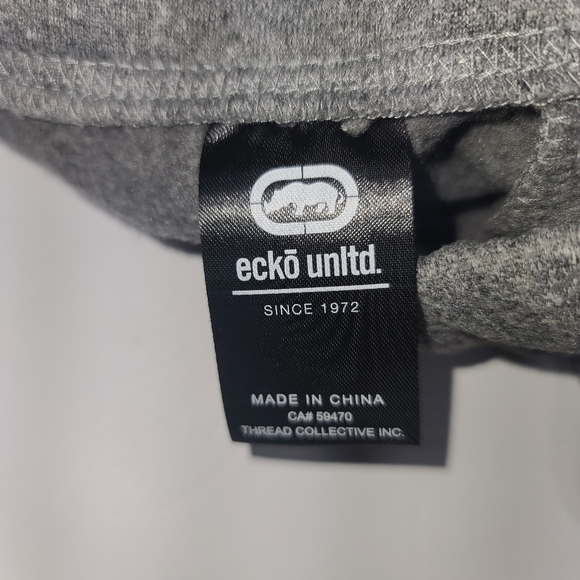 eckō unltd.
SINCE 1972
MADE IN CHINA
CA# 59470
THREAD COLLECTIVE INC.